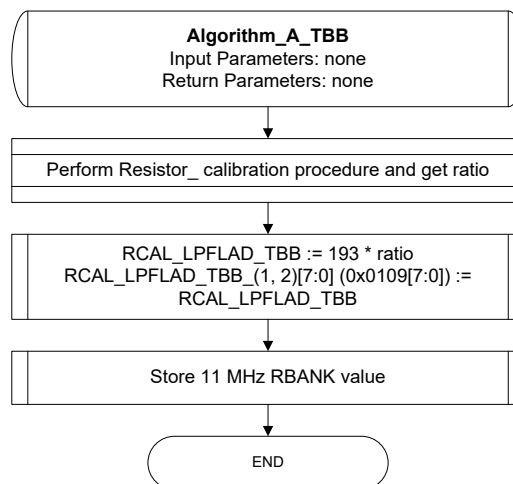 Algorithm_A_TBB
Input Parameters: none
Return Parameters: none
Perform Resistor_ calibration procedure and get ratio
RCAL_LPFLAD_TBB := 193 * ratio
RCAL_LPFLAD_TBB_(1, 2)[7:0] (0x0109[7:0]) :=
RCAL_LPFLAD_TBB
Store 11 MHz RBANK value
END